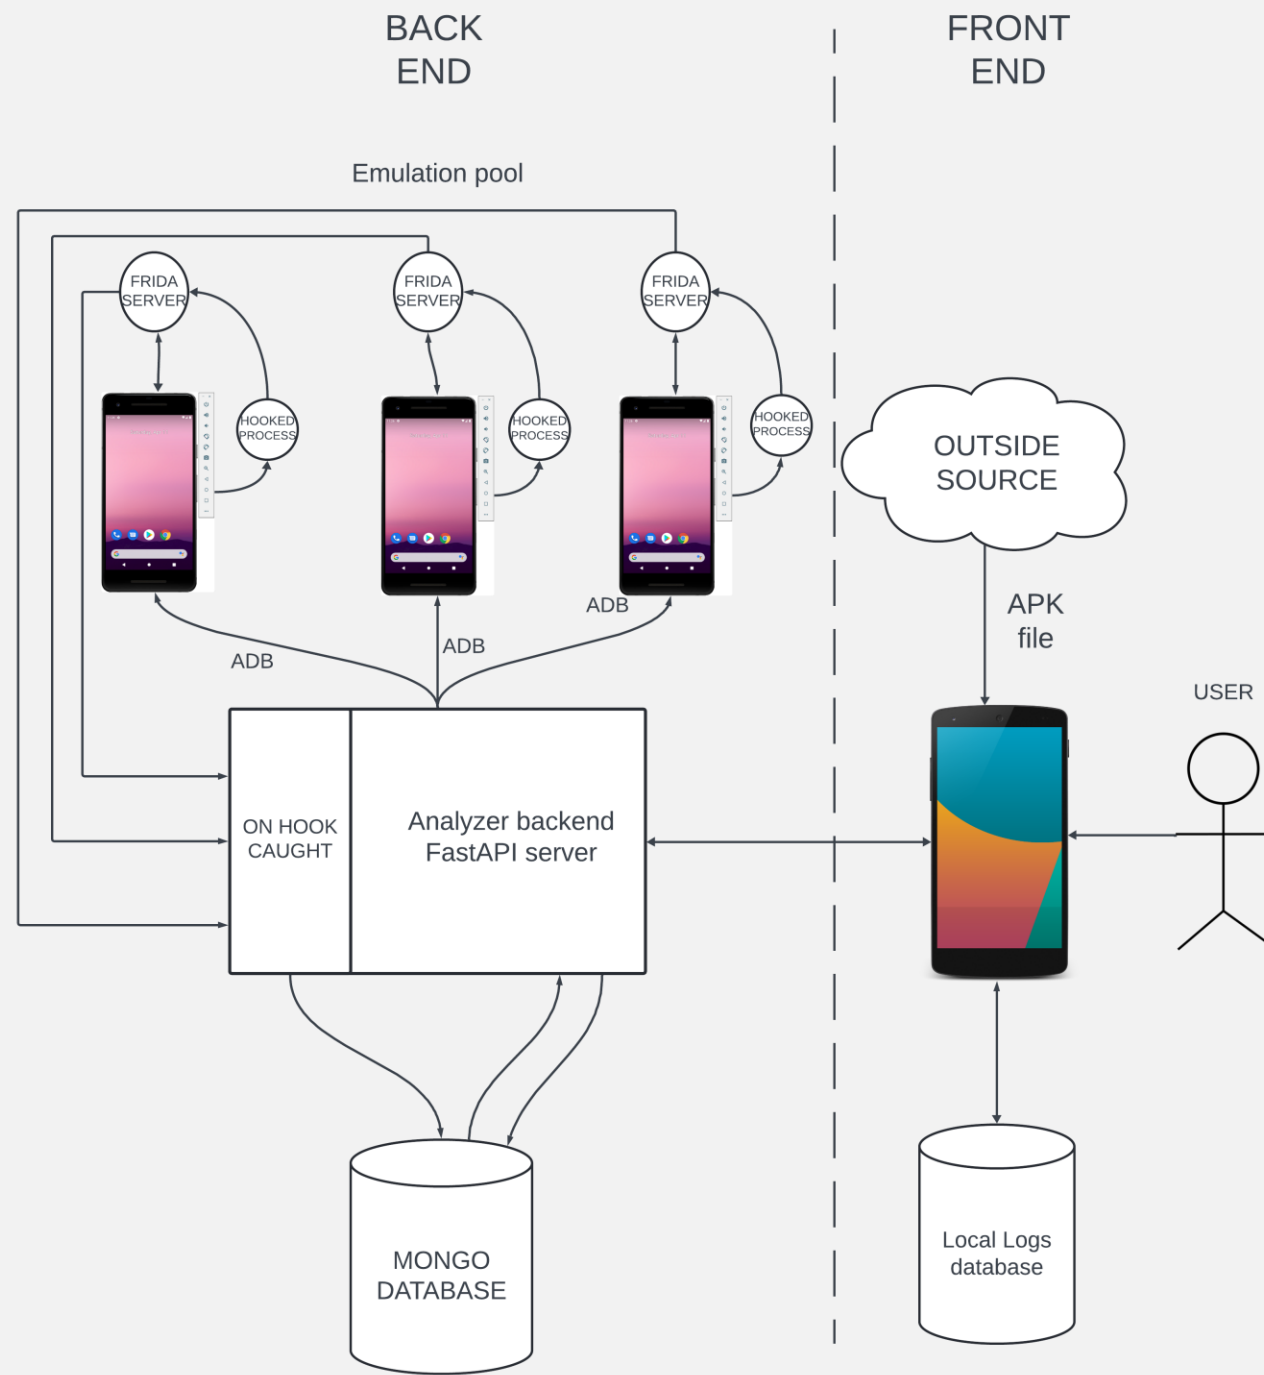 BACK
END
FRONT
END
Emulation pool
FRIDA
SERVER
FRIDA
SERVER
FRIDA
SERVER
HOOKED
PROCESS
HOOKED
PROCESS
HOOKED
PROCESS
OUTSIDE
SOURCE
APK
file
ADB
ADB
ADB
USER
ON HOOK
CAUGHT
Analyzer backend
FastAPI server
MONGO
DATABASE
Local Logs
database